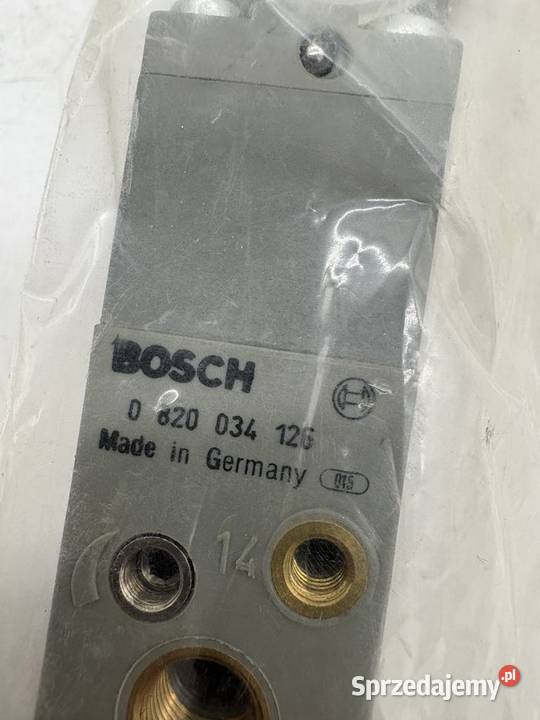 BOSCH
0 820 034 126
Made in Germany 015
14
Sprzedajemy.pl